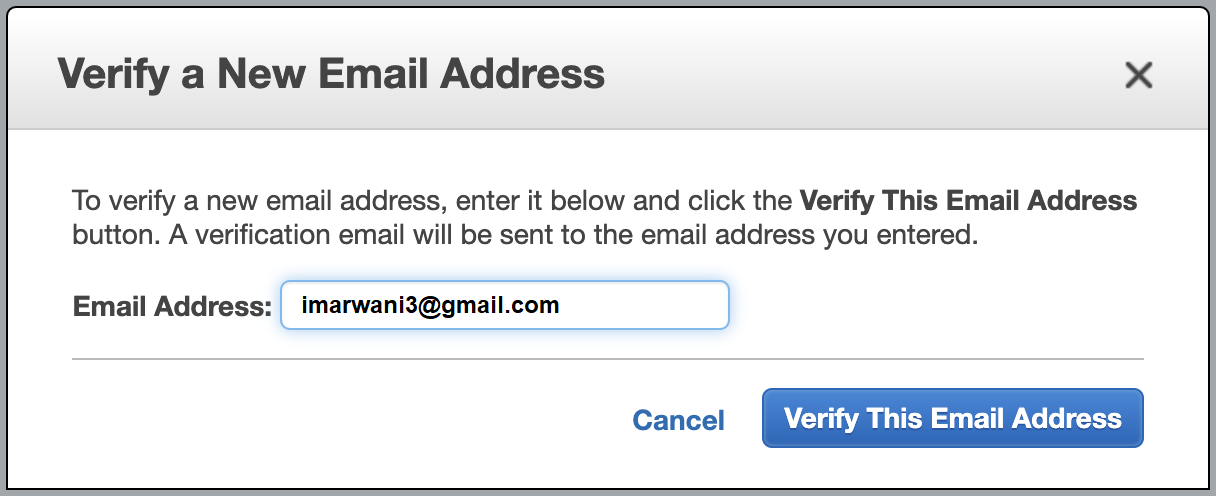 Verify a New Email Address
To verify a new email address, enter it below and click the Verify This Email Address
button. A verification email will be sent to the email address you entered.
Email Address: imarwani3@gmail.com
Cancel Verify This Email Address